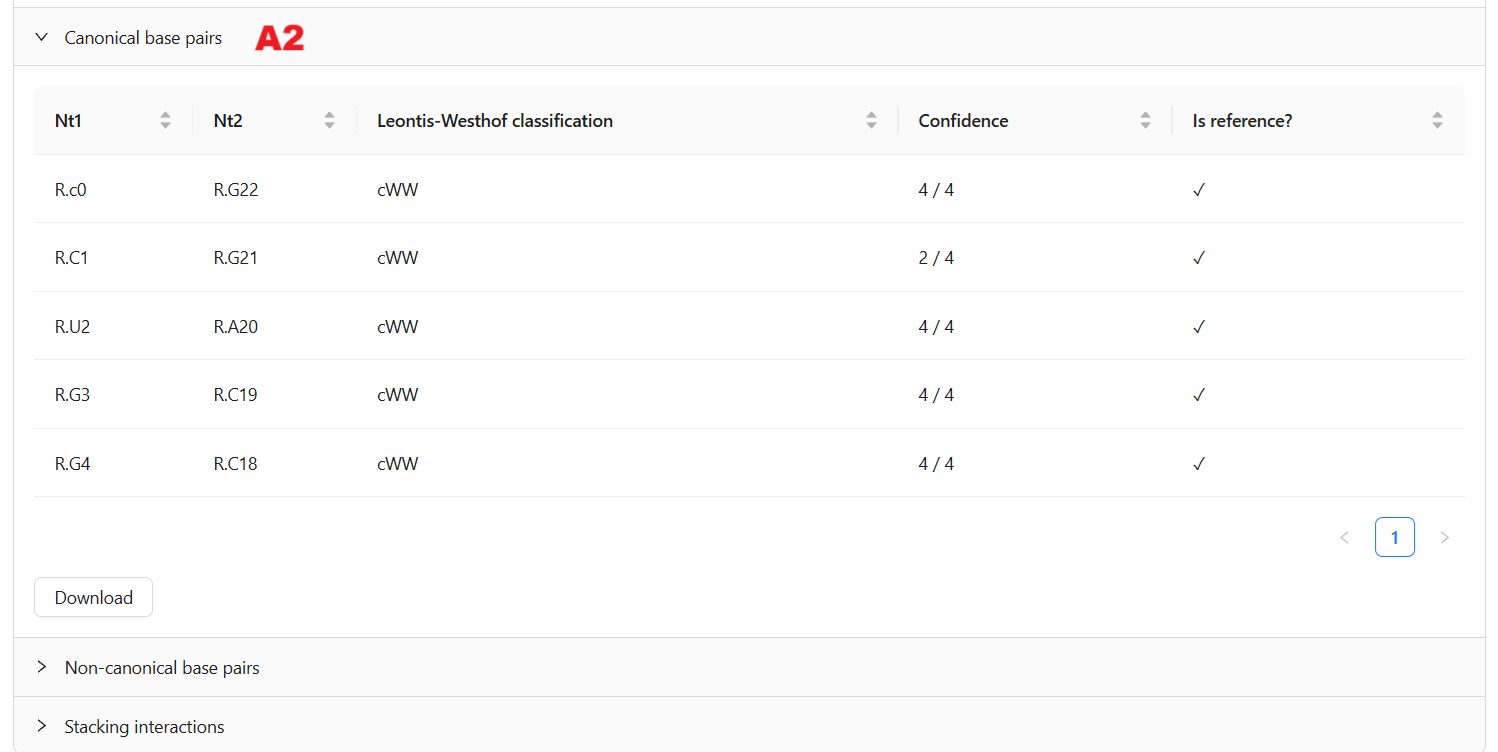 Canonical base pairs A2
Nt1 Nt2 Leontis-Westhof classification Confidence Is reference?
R.c0 R.G22 cWW 4 / 4 ✓
R.C1 R.G21 cWW 2 / 4 ✓
R.U2 R.A20 cWW 4 / 4 ✓
R.G3 R.C19 cWW 4 / 4 ✓
R.G4 R.C18 cWW 4 / 4 ✓
< 1 >
Download
Non-canonical base pairs
Stacking interactions